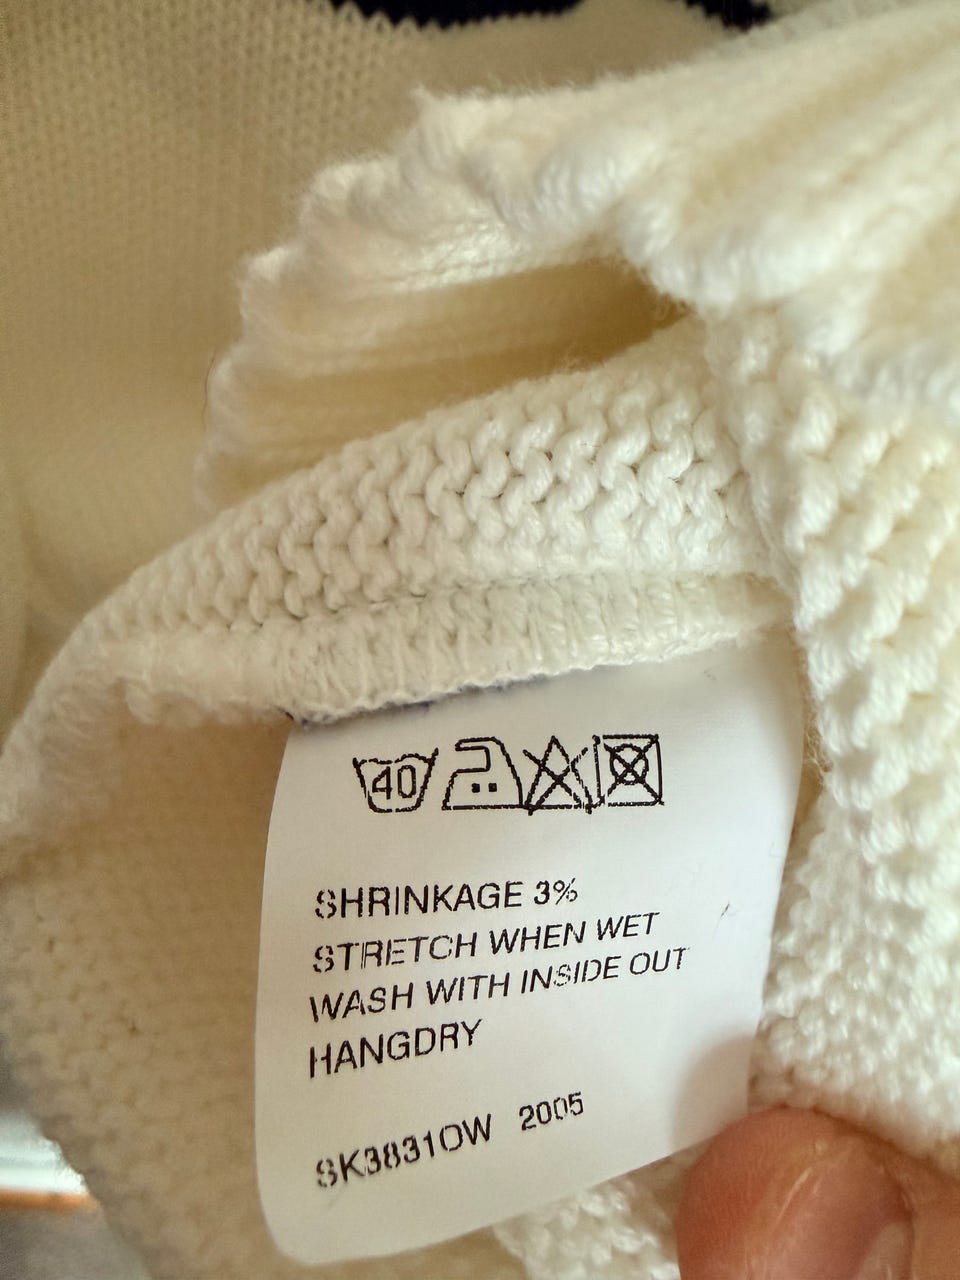 40
SHRINKAGE 3%
STRETCH WHEN WET
WASH WITH INSIDE OUT
HANGDRY
SK3831OW 2005